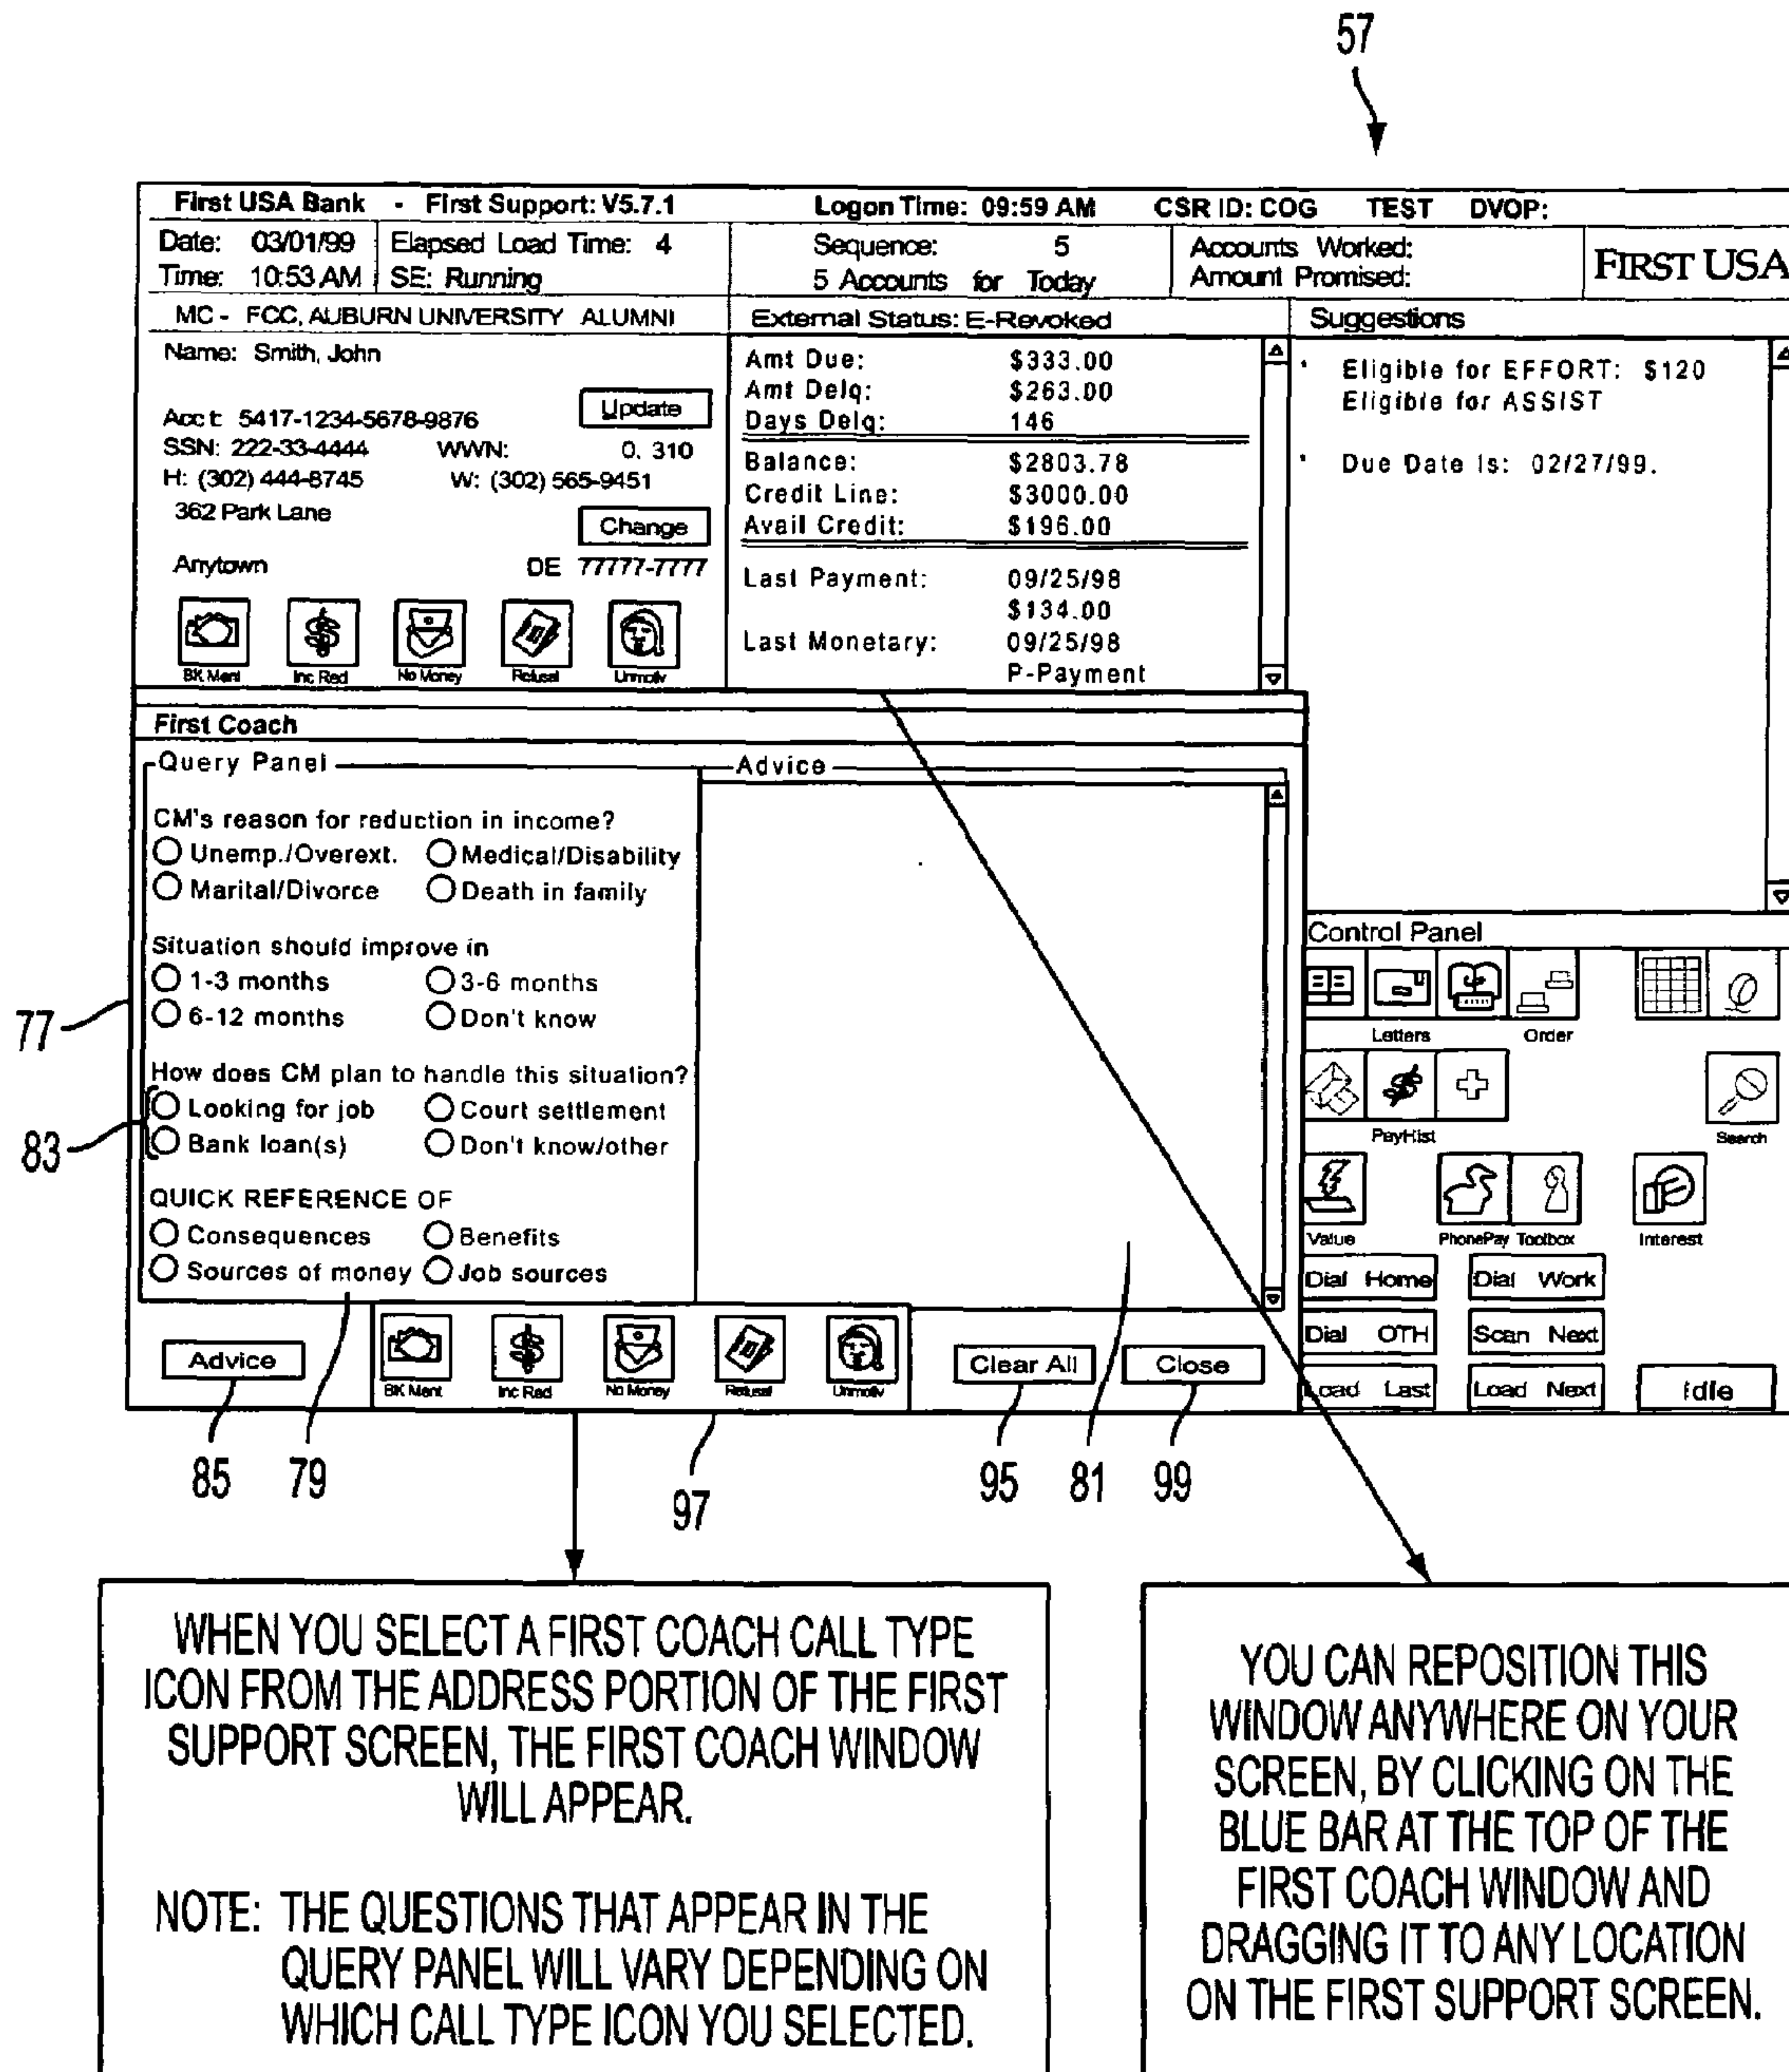 57
First USA Bank - First Support: V5.7.1 Logon Time: 09:59 AM CSR ID: COG TEST DVOP:
Date: 03/01/99 Elapsed Load Time: 4 Sequence: 5 Accounts Worked:
Time: 10:53 AM SE: Running 5 Accounts for Today Amount Promised:
FIRST USA
MC - FCC, AUBURN UNIVERSITY ALUMNI External Status: E-Revoked Suggestions
Name: Smith, John
Update
Acct: 5417-1234-5678-9876
SSN: 222-33-4444 WWN: 0. 310
H: (302) 444-8745 W: (302) 565-9451
362 Park Lane
Change
Anytown DE 77777-7777
BK Ment Inc Red No Money Refusal Unmotiv
Amt Due: $333.00
Amt Delq: $263.00
Days Delq: 146
Balance: $2803.78
Credit Line: $3000.00
Avail Credit: $196.00
Last Payment: 09/25/98
$134.00
Last Monetary: 09/25/98
P-Payment
Eligible for EFFORT: $120
Eligible for ASSIST
Due Date Is: 02/27/99.
First Coach
Query Panel Advice
CM's reason for reduction in income?
Unemp./Overext. Medical/Disability
Marital/Divorce Death in family
Situation should improve in
1-3 months 3-6 months
6-12 months Don't know
How does CM plan to handle this situation?
Looking for job Court settlement
Bank loan(s) Don't know/other
QUICK REFERENCE OF
Consequences Benefits
Sources of money Job sources
77
83
Advice
BK Ment Inc Red No Money Refusal Unmotiv
Clear All Close
Control Panel
Letters Order
PayHist Search
Value PhonePay Toolbox Interest
Dial Home Dial Work
Dial OTH Scan Next
Load Last Load Next Idle
85 79 97 95 81 99
WHEN YOU SELECT A FIRST COACH CALL TYPE
ICON FROM THE ADDRESS PORTION OF THE FIRST
SUPPORT SCREEN, THE FIRST COACH WINDOW
WILL APPEAR.
NOTE: THE QUESTIONS THAT APPEAR IN THE
QUERY PANEL WILL VARY DEPENDING ON
WHICH CALL TYPE ICON YOU SELECTED.
YOU CAN REPOSITION THIS
WINDOW ANYWHERE ON YOUR
SCREEN, BY CLICKING ON THE
BLUE BAR AT THE TOP OF THE
FIRST COACH WINDOW AND
DRAGGING IT TO ANY LOCATION
ON THE FIRST SUPPORT SCREEN.